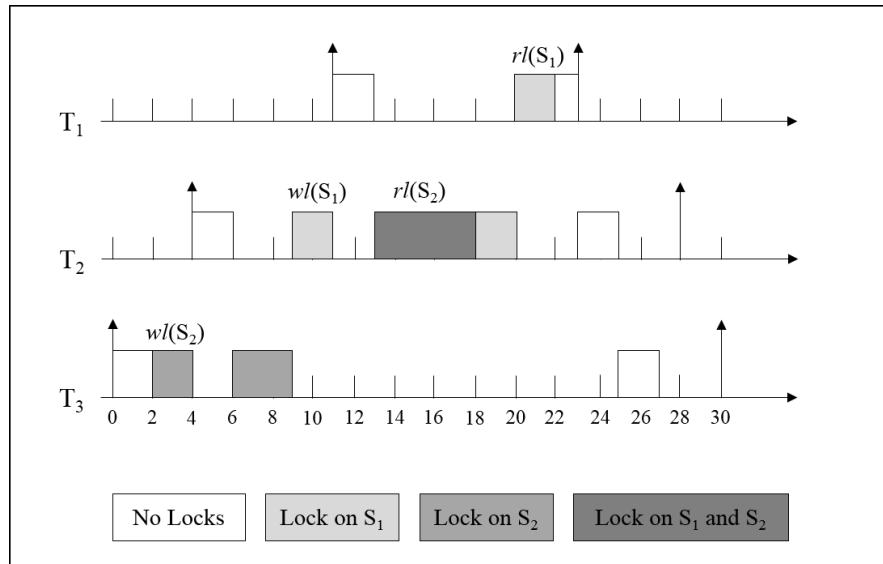 rl(S₁)
T₁
wl(S₁) rl(S₂)
T₂
wl(S₂)
T₃
0 2 4 6 8 10 12 14 16 18 20 22 24 26 28 30
No Locks Lock on S₁ Lock on S₂ Lock on S₁ and S₂